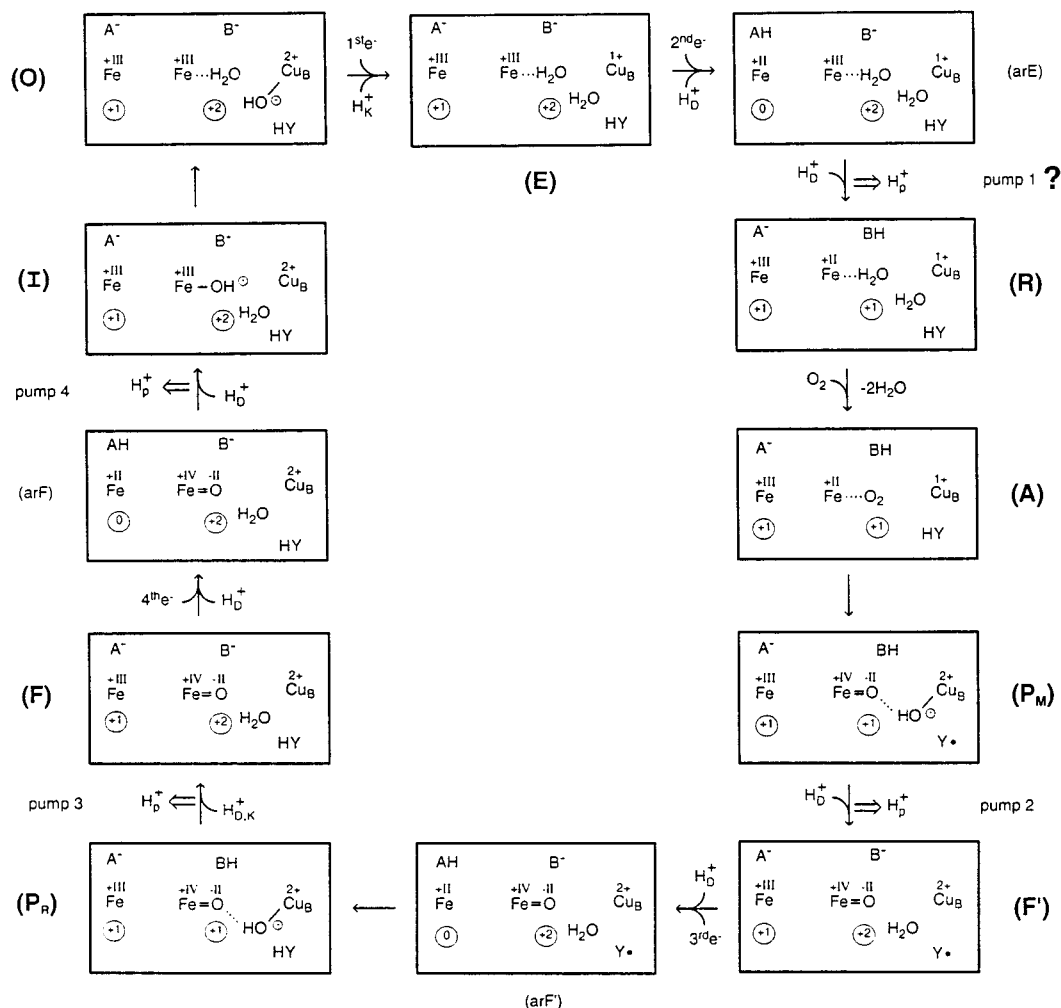 A⁻ B⁻
+III +III 2+
Fe Fe····H₂O Cu_B
HO⊖
+1 +2
HY
(O)
1ˢᵗe⁻
H_K⁺
A⁻ B⁻
+III +III 1+
Fe Fe····H₂O Cu_B
+1 +2 H₂O
HY
(E)
2ⁿᵈe⁻
H_D⁺
AH B⁻
+II +III 1+
Fe Fe····H₂O Cu_B
H₂O
0 +2
HY
(arE)
H_D⁺ H_p⁺ pump 1 ?
A⁻ BH
+III +II 1+
Fe Fe····H₂O Cu_B
+1 +1 H₂O
HY
(R)
O₂ -2H₂O
A⁻ BH
+III +II 1+
Fe Fe····O₂ Cu_B
+1 +1
HY
(A)
A⁻ BH
+III +IV -II 2+
Fe Fe=O Cu_B
+1 +1 HO⊖
Y•
(P_M)
H_D⁺ H_p⁺ pump 2
A⁻ B⁻
+III +IV -II 2+
Fe Fe=O Cu_B
+1 +2 H₂O
Y•
(F')
H_D⁺
3ʳᵈe⁻
AH B⁻
+II +IV -II 2+
Fe Fe=O Cu_B
0 +2 H₂O
Y•
(arF')
A⁻ BH
+III +IV -II 2+
Fe Fe=O Cu_B
+1 +1 HO⊖
HY
(P_R)
pump 3 H_p⁺ H_D,K⁺
A⁻ B⁻
+III +IV -II 2+
Fe Fe=O Cu_B
+1 +2 H₂O
HY
(F)
4ᵗʰe⁻ H_D⁺
AH B⁻
+II +IV -II 2+
Fe Fe=O Cu_B
0 +2 H₂O
HY
(arF)
pump 4 H_p⁺ H_D⁺
A⁻ B⁻
+III +III 2+
Fe Fe–OH⊖ Cu_B
+1 +2 H₂O
HY
(I)